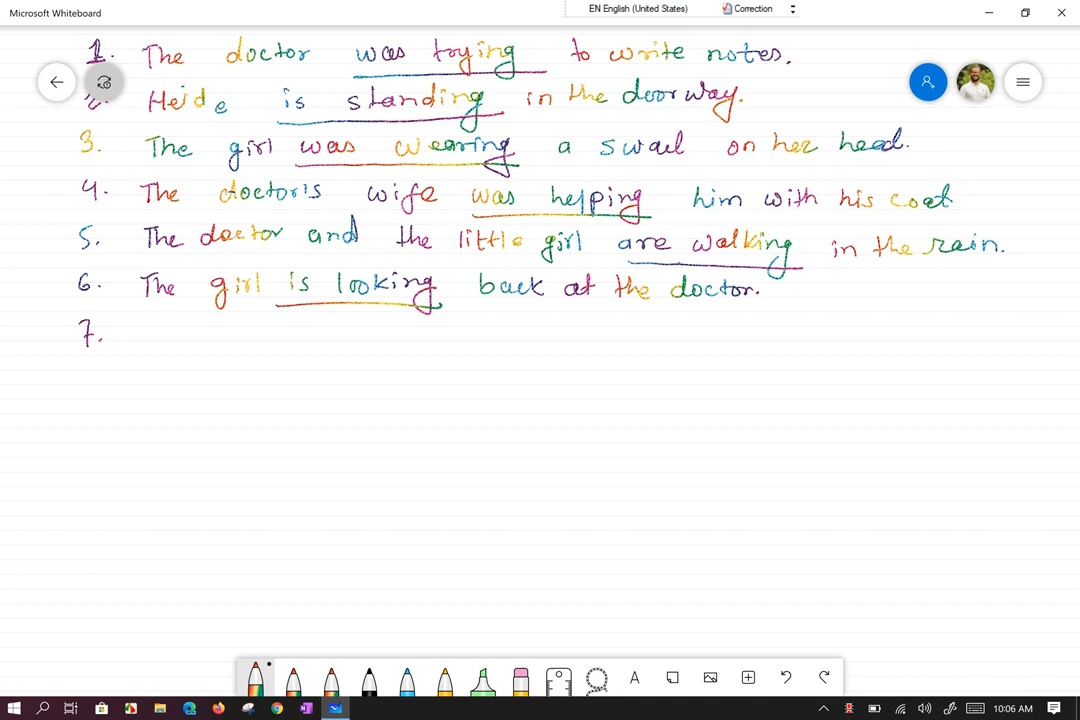 Microsoft Whiteboard
EN English (United States) Correction
1. The doctor was trying to write notes.
2. Heide is standing in the doorway.
3. The girl was wearing a swail on her head.
4. The doctor's wife was helping him with his coat
5. The doctor and the little girl are walking in the rain.
6. The girl is looking back at the doctor.
7.
10:06 AM